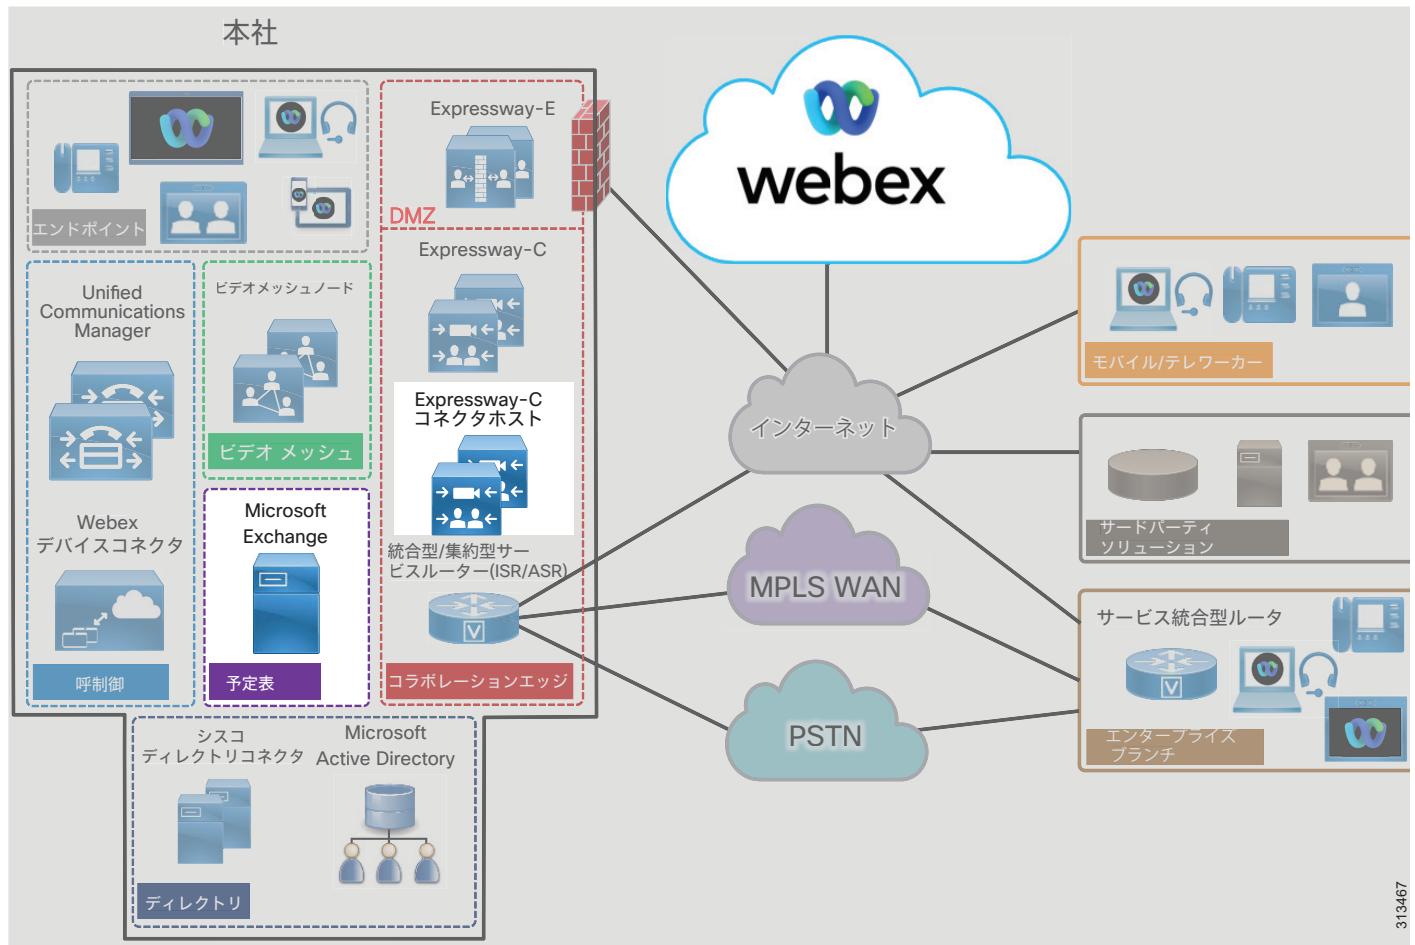 本社
エンドポイント
Expressway-E
DMZ
Expressway-C
Expressway-C
コネクタホスト
統合型/集約型サー
ビスルーター(ISR/ASR)
V
コラボレーションエッジ
Unified
Communications
Manager
Webex
デバイスコネクタ
呼制御
ビデオメッシュノード
ビデオ メッシュ
Microsoft
Exchange
予定表
シスコ
ディレクトリコネクタ
Microsoft
Active Directory
ディレクトリ
webex
インターネット
MPLS WAN
PSTN
モバイル/テレワーカー
サードパーティ
ソリューション
サービス統合型ルータ
V
エンタープライズ
ブランチ
313467